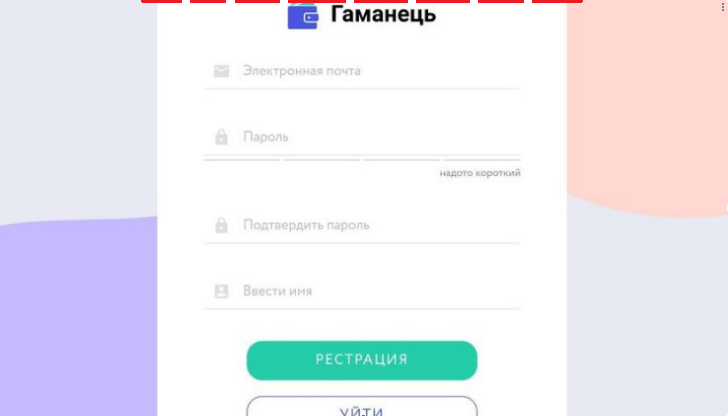 Гаманець
Электронная почта
Пароль
надото короткий
Подтвердить пароль
Ввести имя
РЕСТРАЦИЯ
УЙТИ